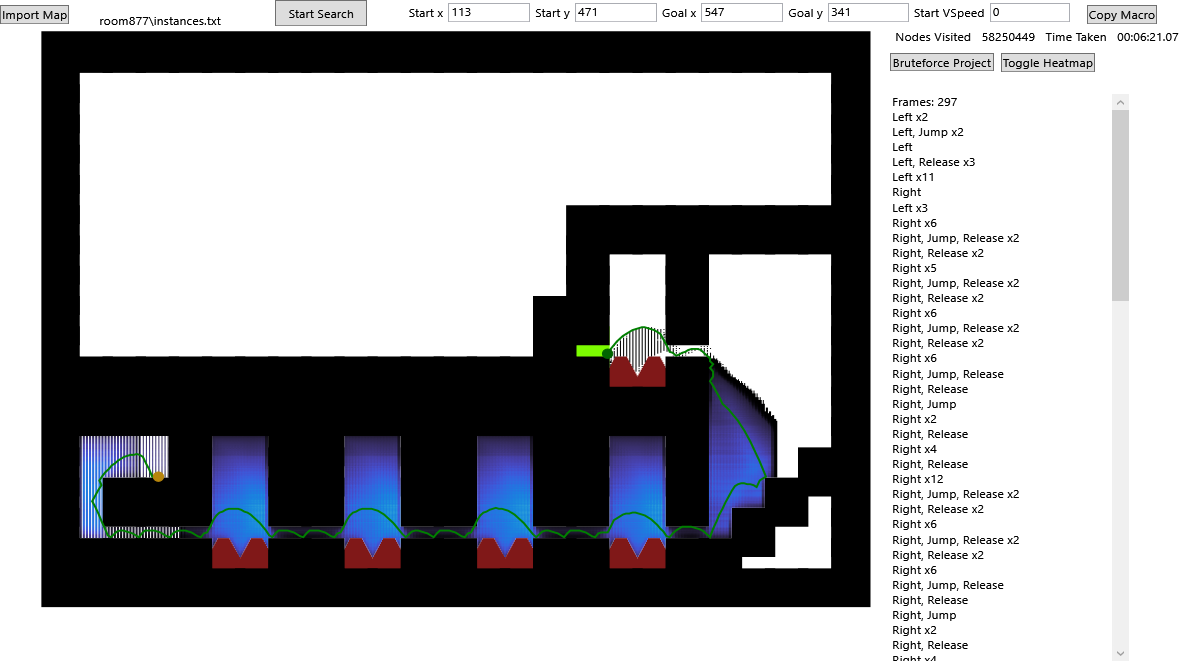 Import Map
room877\instances.txt
Start Search
Start x 113 Start y 471 Goal x 547 Goal y 341 Start VSpeed 0
Copy Macro
Nodes Visited 58250449 Time Taken 00:06:21.07
Bruteforce Project Toggle Heatmap
Frames: 297
Left x2
Left, Jump x2
Left
Left, Release x3
Left x11
Right
Left x3
Right x6
Right, Jump, Release x2
Right, Release x2
Right x5
Right, Jump, Release x2
Right, Release x2
Right x6
Right, Jump, Release x2
Right, Release x2
Right x6
Right, Jump, Release
Right, Release
Right, Jump
Right x2
Right, Release
Right x4
Right, Release
Right x12
Right, Jump, Release x2
Right, Release x2
Right x6
Right, Jump, Release x2
Right, Release x2
Right x6
Right, Jump, Release
Right, Release
Right, Jump
Right x2
Right, Release
Right x4